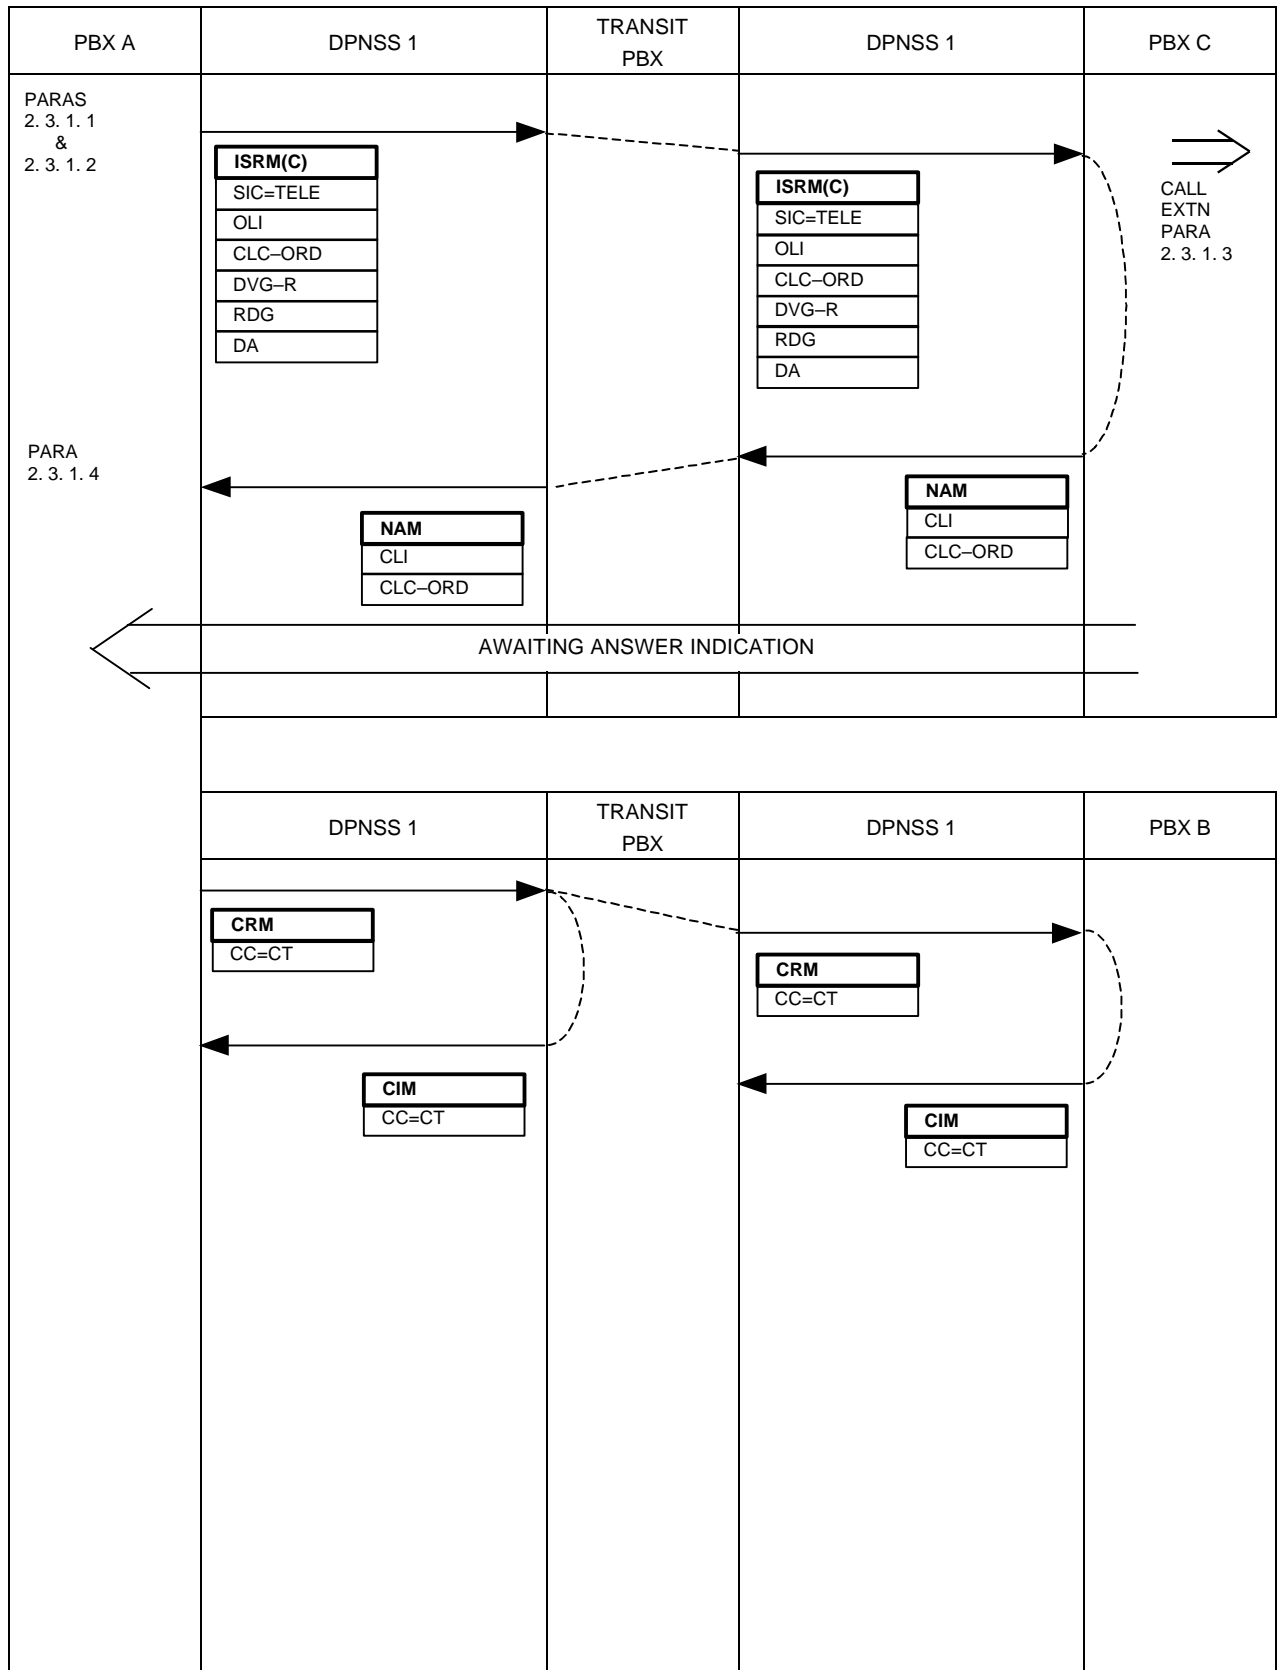 PBX A
DPNSS 1
TRANSIT
PBX
DPNSS 1
PBX C
PARAS
2. 3. 1. 1
&
2. 3. 1. 2
ISRM(C)
SIC=TELE
OLI
CLC–ORD
DVG–R
RDG
DA
ISRM(C)
SIC=TELE
OLI
CLC–ORD
DVG–R
RDG
DA
CALL
EXTN
PARA
2. 3. 1. 3
PARA
2. 3. 1. 4
NAM
CLI
CLC–ORD
NAM
CLI
CLC–ORD
AWAITING ANSWER INDICATION
DPNSS 1
TRANSIT
PBX
DPNSS 1
PBX B
CRM
CC=CT
CRM
CC=CT
CIM
CC=CT
CIM
CC=CT